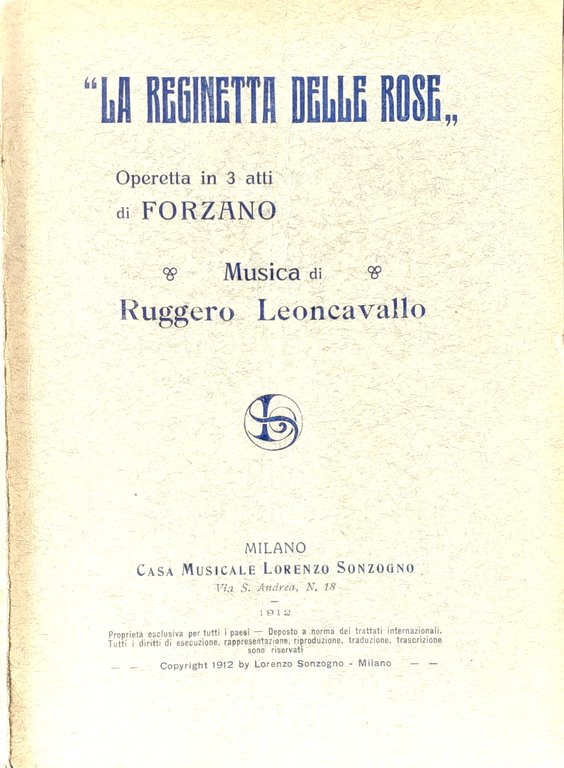 “LA REGINETTA DELLE ROSE„
Operetta in 3 atti
di FORZANO
Musica di
Ruggero Leoncavallo
LS
MILANO
CASA MUSICALE LORENZO SONZOGNO
Via S. Andrea, N. 18
—
1912
Proprietà esclusiva per tutti i paesi — Deposto a norma dei trattati internazionali.
Tutti i diritti di esecuzione, rappresentazione, riproduzione, traduzione, trascrizione
sono riservati
— — Copyright 1912 by Lorenzo Sonzogno - Milano — —